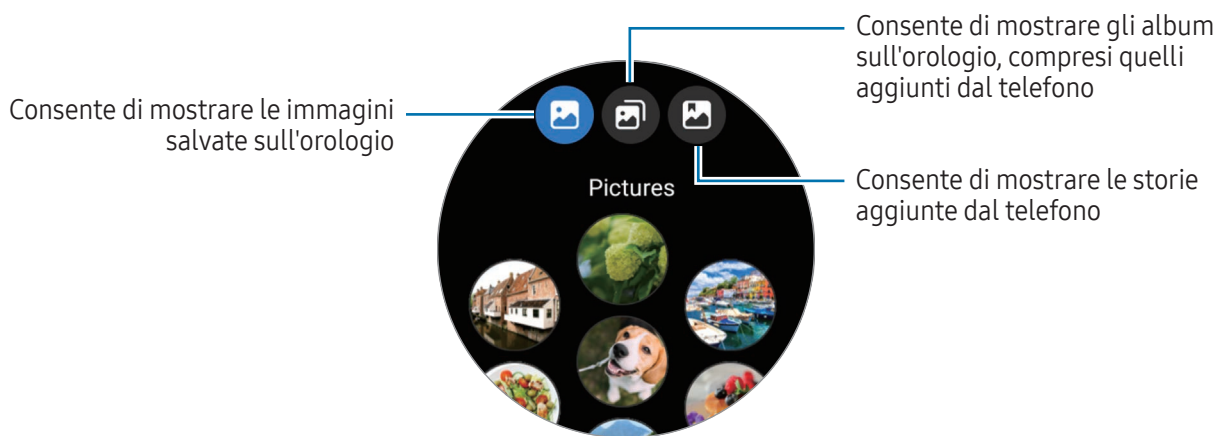 Consente di mostrare gli album
sull'orologio, compresi quelli
aggiunti dal telefono
Consente di mostrare le immagini
salvate sull'orologio
Consente di mostrare le storie
aggiunte dal telefono
Pictures